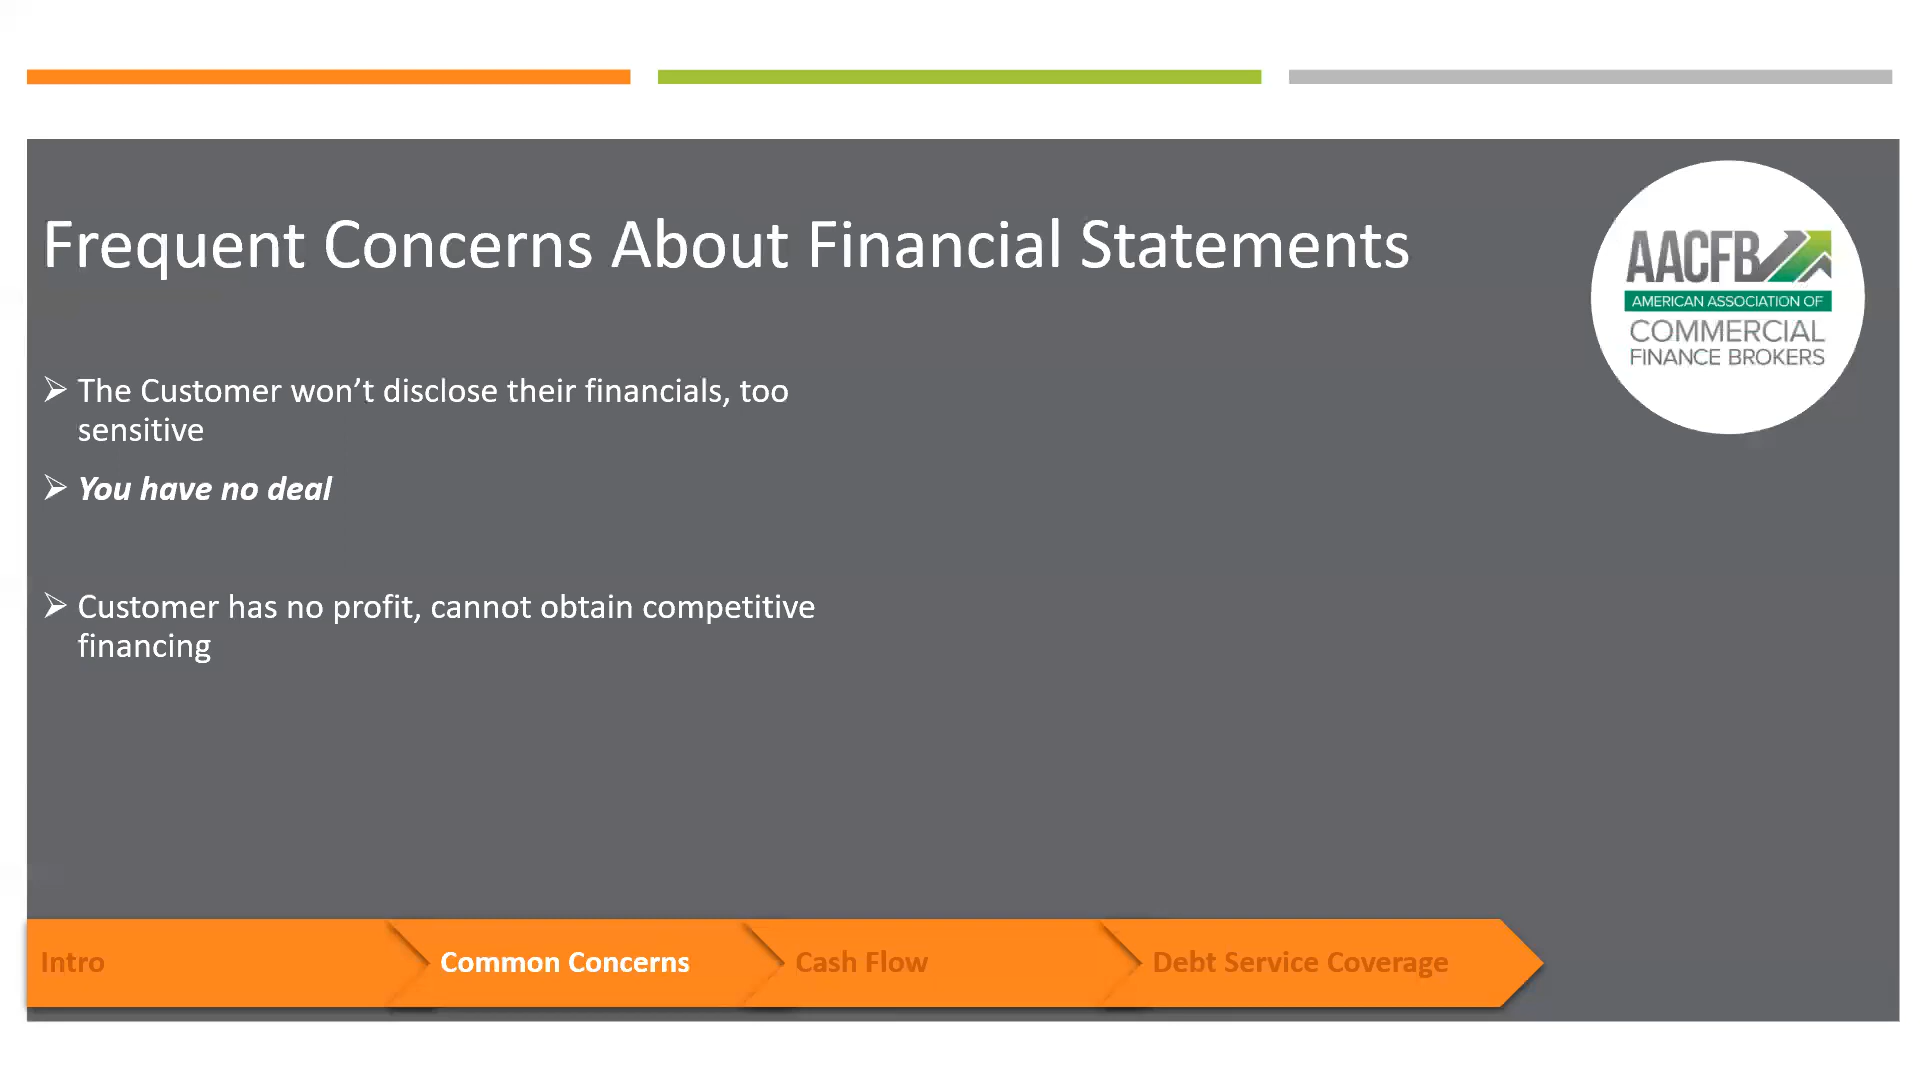 Frequent Concerns About Financial Statements
AACFB
AMERICAN ASSOCIATION OF
COMMERCIAL
FINANCE BROKERS
The Customer won’t disclose their financials, too
sensitive
You have no deal
Customer has no profit, cannot obtain competitive
financing
Intro
Common Concerns
Cash Flow
Debt Service Coverage